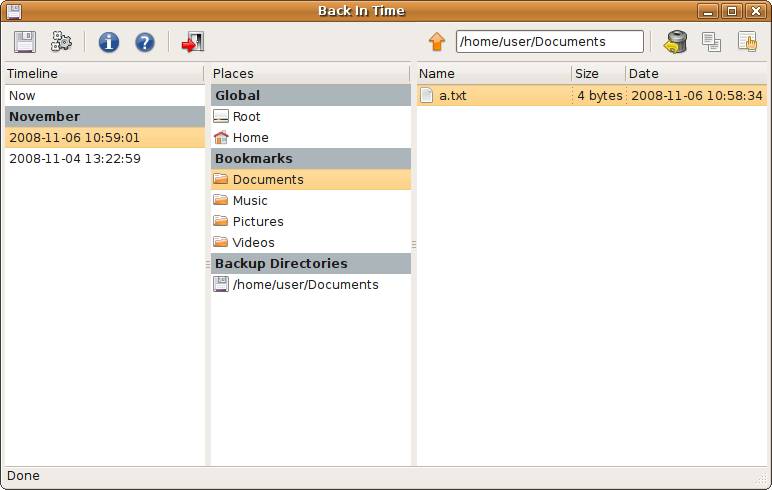 Back In Time
/home/user/Documents
Timeline
Now
November
2008-11-06 10:59:01
2008-11-04 13:22:59
Places
Global
Root
Home
Bookmarks
Documents
Music
Pictures
Videos
Backup Directories
/home/user/Documents
Name Size Date
a.txt 4 bytes 2008-11-06 10:58:34
Done